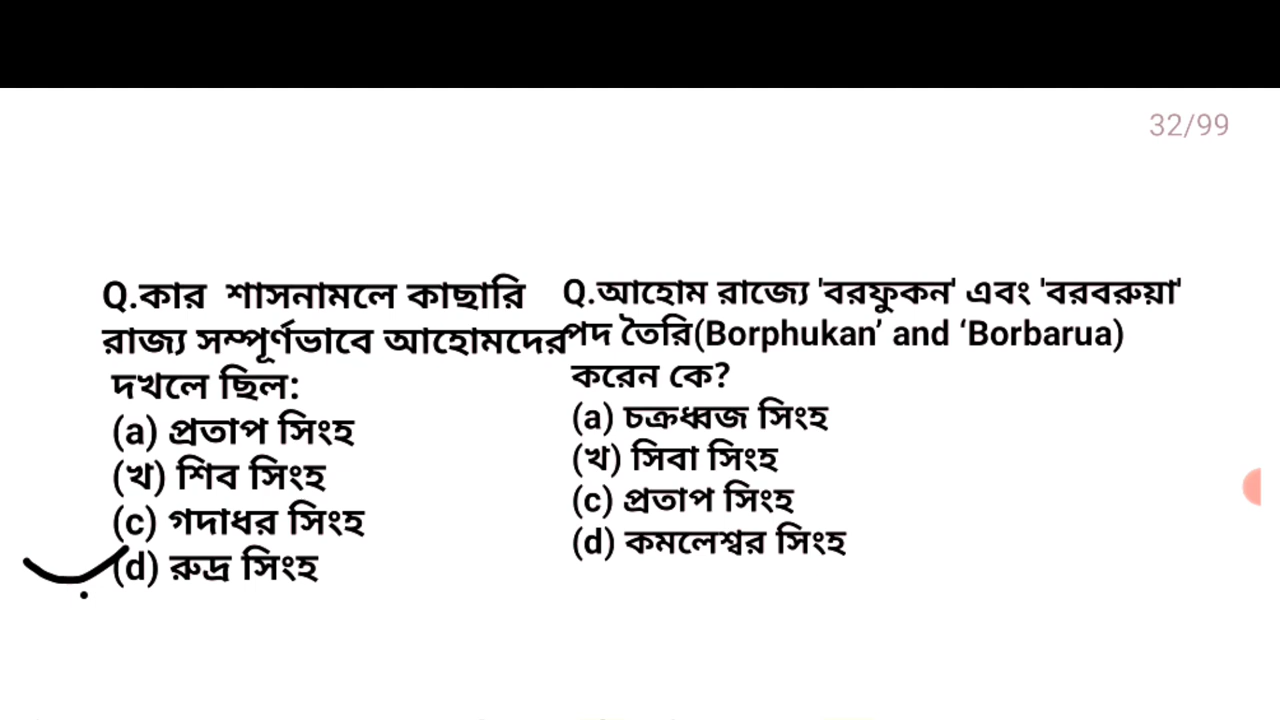 32/99
Q.কার শাসনামলে কাছারি
রাজ্য সম্পূর্ণভাবে আহোমদের
দখলে ছিল:
(a) প্রতাপ সিংহ
(খ) শিব সিংহ
(c) গদাধর সিংহ
(d) রুদ্র সিংহ
Q.আহোম রাজ্যে 'বরফুকন' এবং 'বরবরুয়া'
পদ তৈরি(Borphukan’ and ‘Borbarua)
করেন কে?
(a) চক্রধ্বজ সিংহ
(খ) সিবা সিংহ
(c) প্রতাপ সিংহ
(d) কমলেশ্বর সিংহ